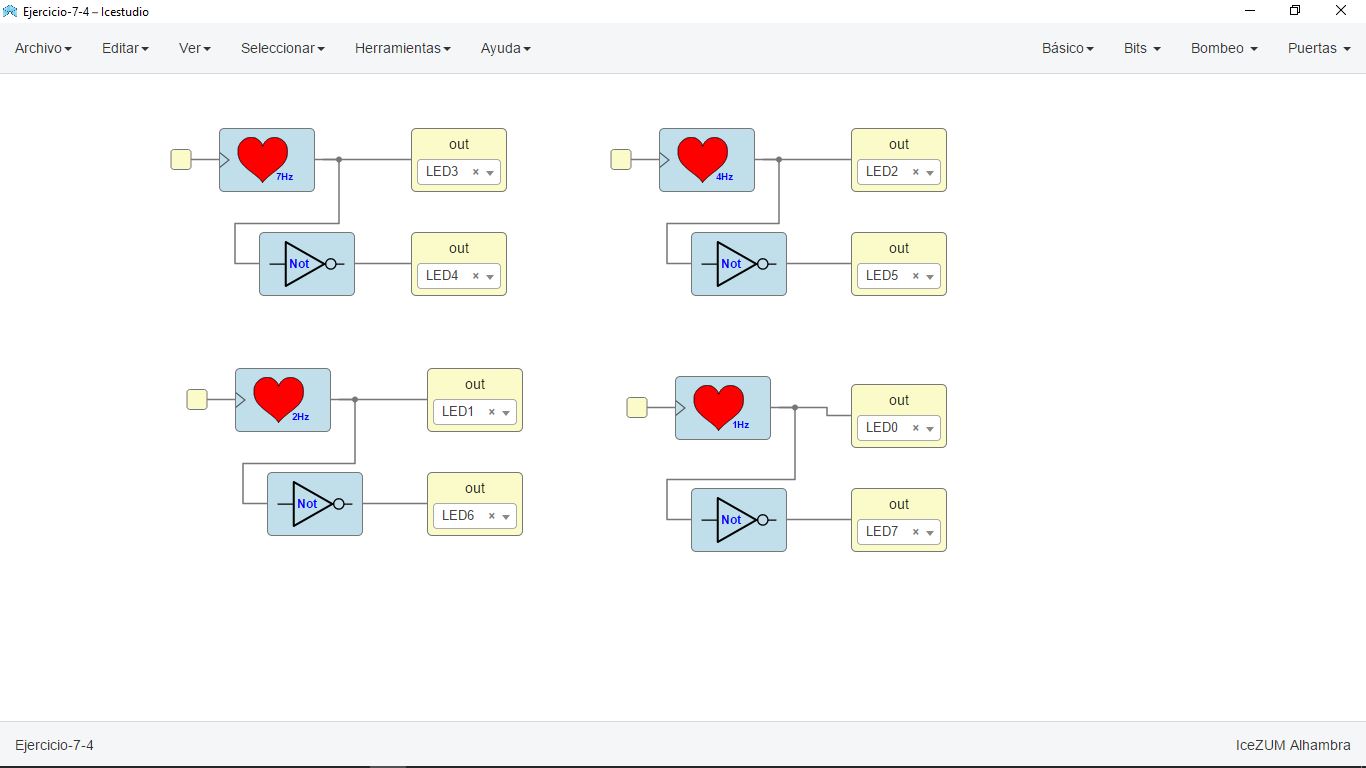 Ejercicio-7-4 – Icestudio
Archivo Editar Ver Seleccionar Herramientas Ayuda Básico Bits Bombeo Puertas
7Hz
out
LED3 ×
Not
out
LED4 ×
4Hz
out
LED2 ×
Not
out
LED5 ×
2Hz
out
LED1 ×
Not
out
LED6 ×
1Hz
out
LED0 ×
Not
out
LED7 ×
Ejercicio-7-4 IceZUM Alhambra